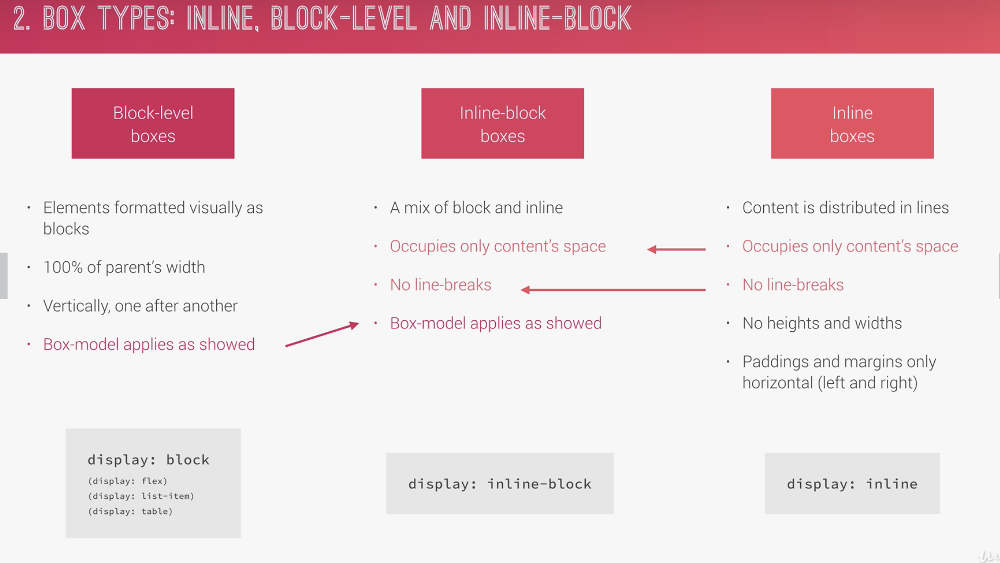 2. BOX TYPES: INLINE, BLOCK-LEVEL AND INLINE-BLOCK
Block-level
boxes
• Elements formatted visually as
blocks
• 100% of parent's width
• Vertically, one after another
• Box-model applies as showed
display: block
(display: flex)
(display: list-item)
(display: table)
Inline-block
boxes
• A mix of block and inline
• Occupies only content's space
• No line-breaks
• Box-model applies as showed
display: inline-block
Inline
boxes
• Content is distributed in lines
• Occupies only content's space
• No line-breaks
• No heights and widths
• Paddings and margins only
horizontal (left and right)
display: inline